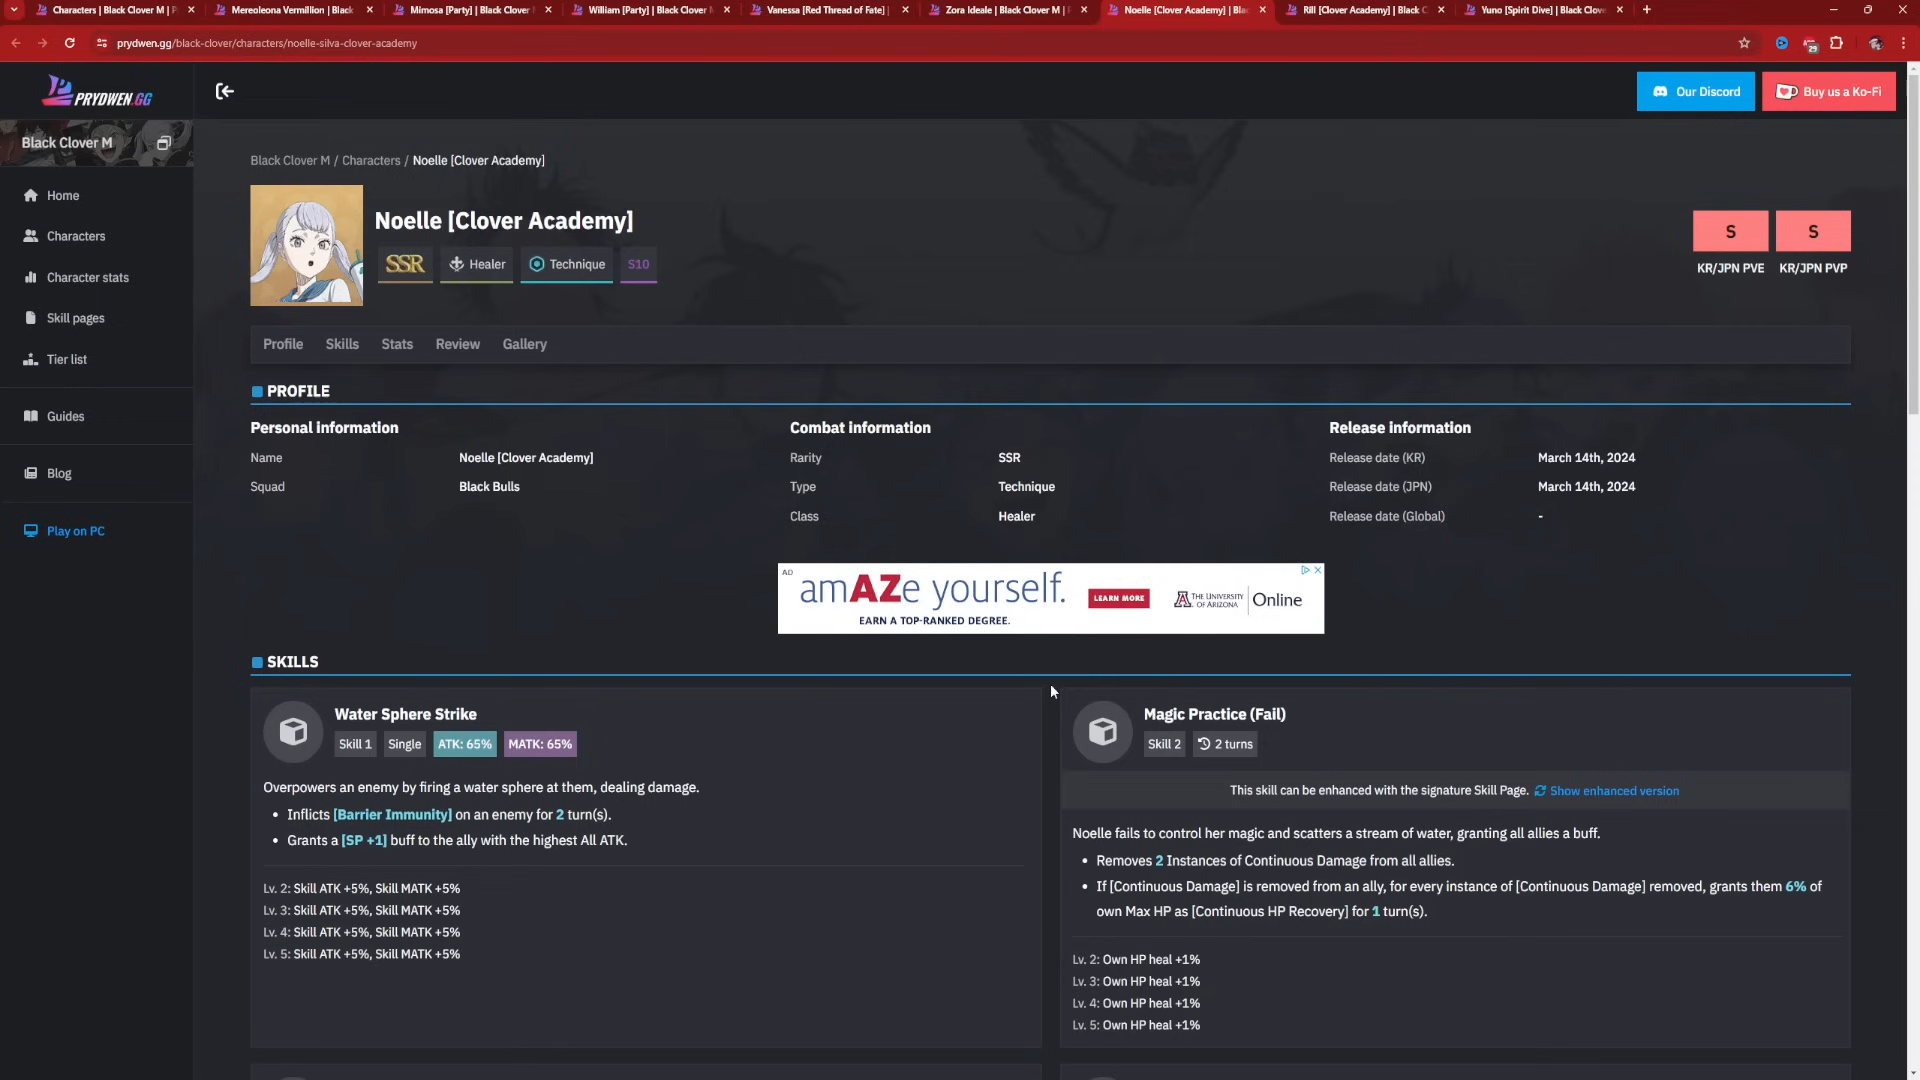 Characters | Black Clover M | P
Mereoleona Vermillion | Black
Mimosa [Party] | Black Clover
William [Party] | Black Clover
Vanessa [Red Thread of Fate] |
Zora Ideale | Black Clover M |
Noelle [Clover Academy] | Bla
Rill [Clover Academy] | Black C
Yuno [Spirit Dive] | Black Clove
prydwen.gg/black-clover/characters/noelle-silva-clover-academy
29
PRYDWEN.GG
Our Discord
Buy us a Ko-Fi
Black Clover M
Home
Characters
Character stats
Skill pages
Tier list
Guides
Blog
Play on PC
Black Clover M / Characters / Noelle [Clover Academy]
Noelle [Clover Academy]
SSR Healer Technique S10
S S
KR/JPN PVE KR/JPN PVP
Profile Skills Stats Review Gallery
PROFILE
Personal information
Name Noelle [Clover Academy]
Squad Black Bulls
Combat information
Rarity SSR
Type Technique
Class Healer
Release information
Release date (KR) March 14th, 2024
Release date (JPN) March 14th, 2024
Release date (Global) -
AD
amAZe yourself.
EARN A TOP-RANKED DEGREE.
LEARN MORE
THE UNIVERSITY
OF ARIZONA
Online
SKILLS
Water Sphere Strike
Skill 1 Single ATK: 65% MATK: 65%
Overpowers an enemy by firing a water sphere at them, dealing damage.
• Inflicts [Barrier Immunity] on an enemy for 2 turn(s).
• Grants a [SP +1] buff to the ally with the highest All ATK.
Lv. 2: Skill ATK +5%, Skill MATK +5%
Lv. 3: Skill ATK +5%, Skill MATK +5%
Lv. 4: Skill ATK +5%, Skill MATK +5%
Lv. 5: Skill ATK +5%, Skill MATK +5%
Magic Practice (Fail)
Skill 2 2 turns
This skill can be enhanced with the signature Skill Page. Show enhanced version
Noelle fails to control her magic and scatters a stream of water, granting all allies a buff.
• Removes 2 Instances of Continuous Damage from all allies.
• If [Continuous Damage] is removed from an ally, for every instance of [Continuous Damage] removed, grants them 6% of
own Max HP as [Continuous HP Recovery] for 1 turn(s).
Lv. 2: Own HP heal +1%
Lv. 3: Own HP heal +1%
Lv. 4: Own HP heal +1%
Lv. 5: Own HP heal +1%